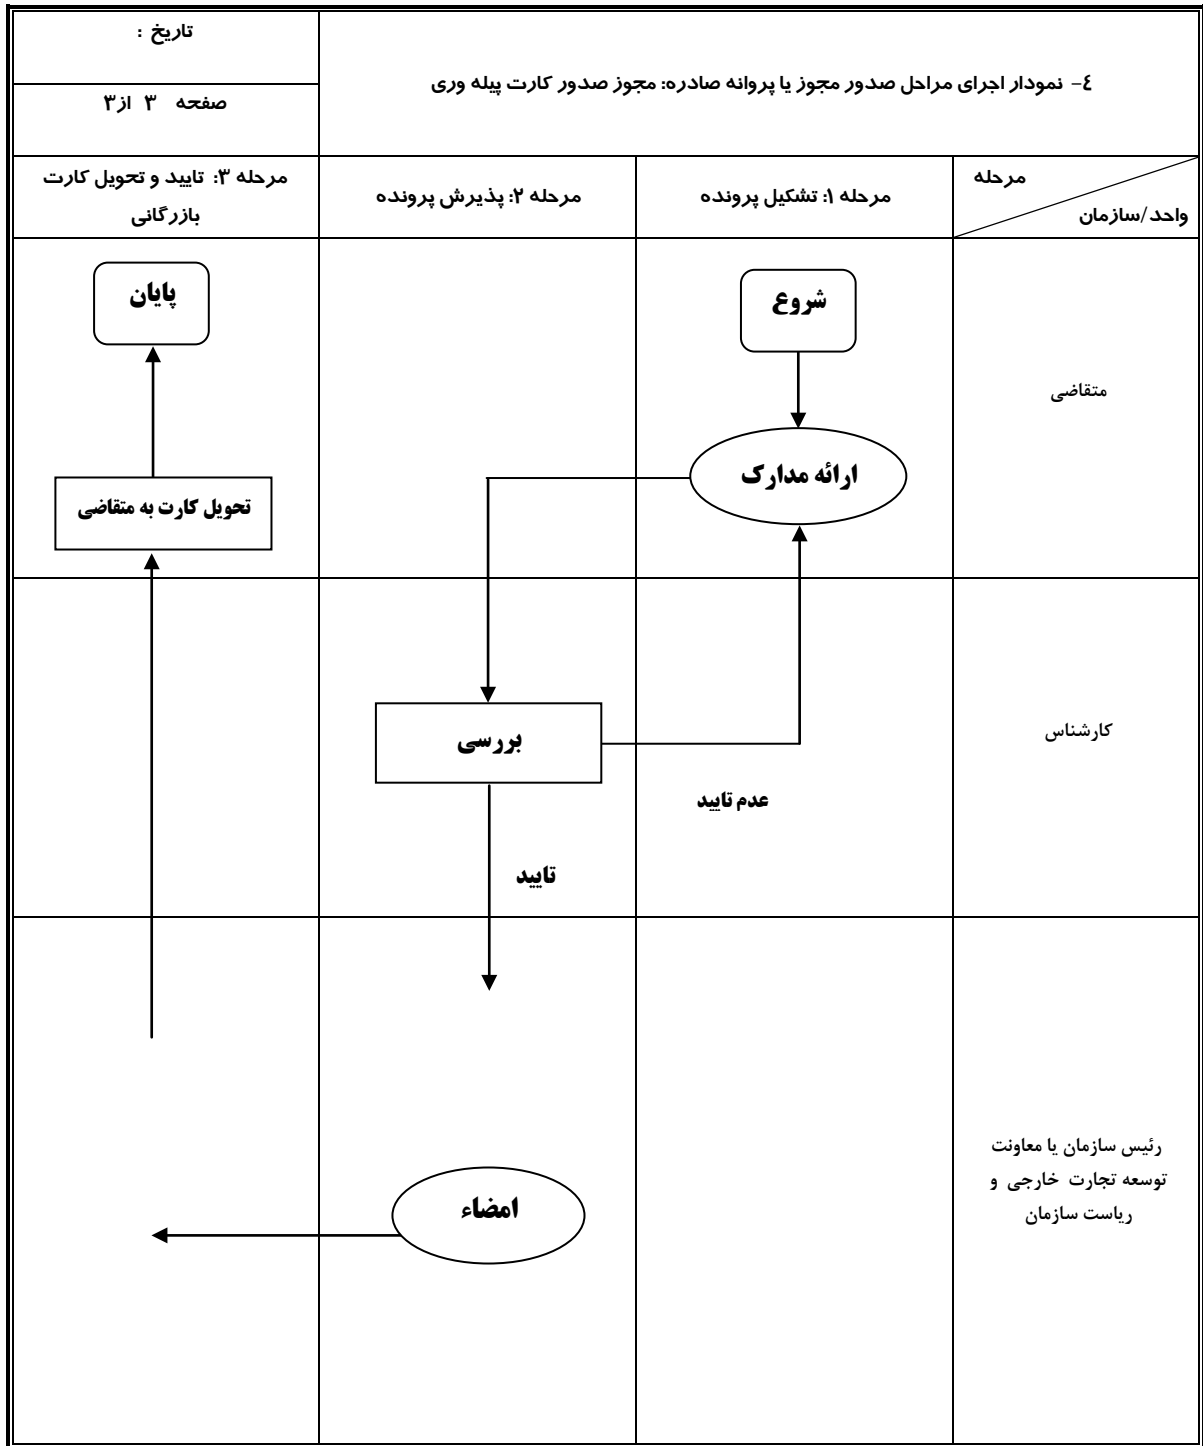 ٤- نمودار اجرای مراحل صدور مجوز یا پروانه صادره: مجوز صدور کارت پیله وری
تاریخ :
صفحه ۳ از۳
مرحله
واحد/سازمان
مرحله ۱: تشکیل پرونده
مرحله ۲: پذیرش پرونده
مرحله ۳: تایید و تحویل کارت
بازرگانی
متقاضی
شروع
ارائه مدارک
پایان
تحویل کارت به متقاضی
کارشناس
بررسی
عدم تایید
تایید
رئیس سازمان یا معاونت
توسعه تجارت خارجی و
ریاست سازمان
امضاء